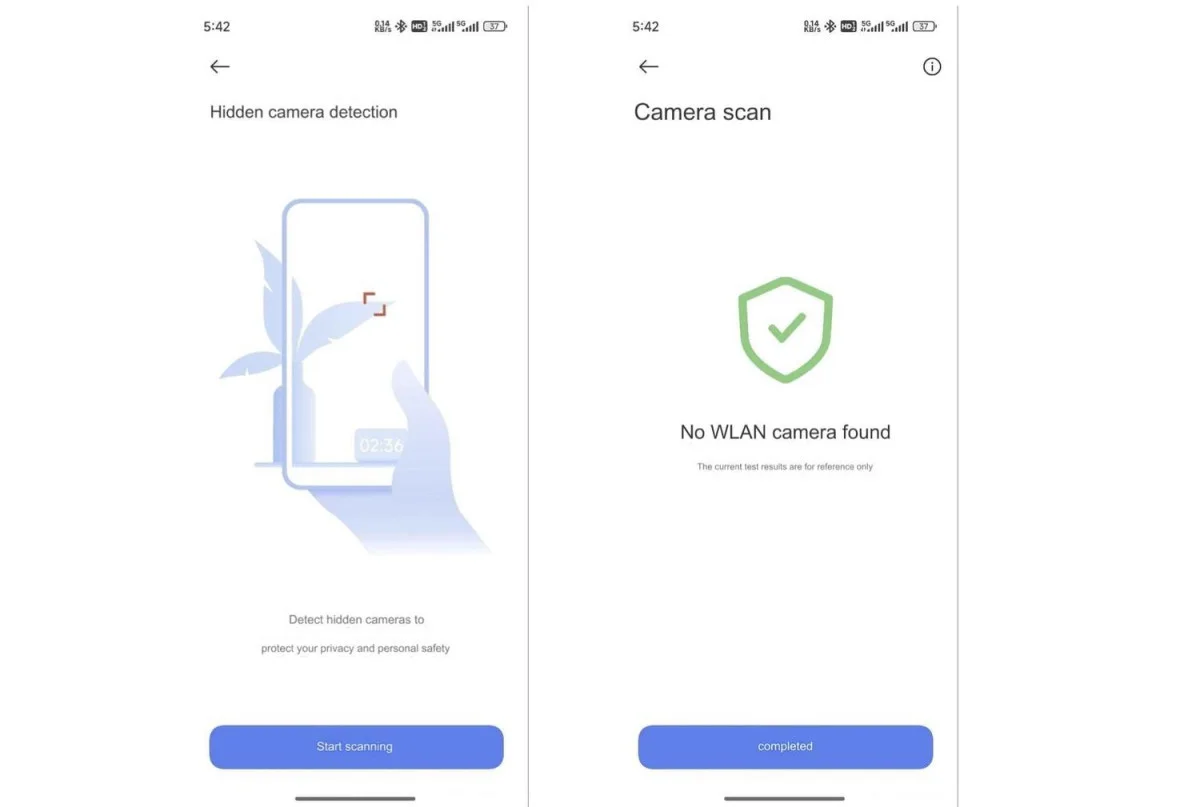 5:42
0.14
KB/s
HD
5G
5G
37
Hidden camera detection
02:36
Detect hidden cameras to
protect your privacy and personal safety
Start scanning
5:42
0.14
KB/s
HD
5G
5G
37
Camera scan
No WLAN camera found
The current test results are for reference only
completed